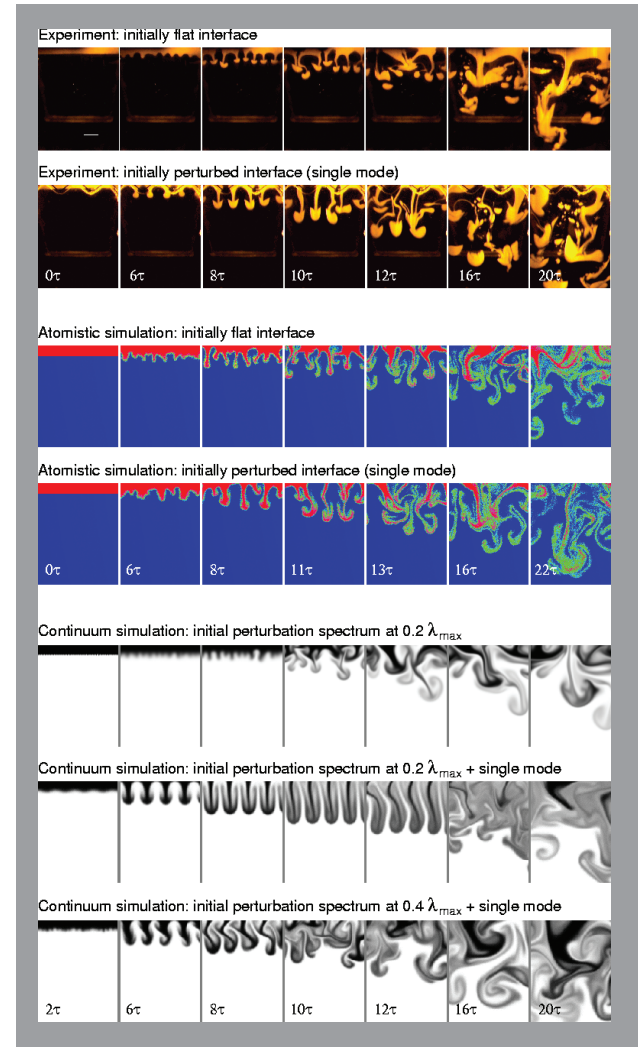 Experiment: initially flat interface
Experiment: initially perturbed interface (single mode)
0τ 6τ 8τ 10τ 12τ 16τ 20τ
Atomistic simulation: initially flat interface
Atomistic simulation: initially perturbed interface (single mode)
0τ 6τ 8τ 11τ 13τ 16τ 22τ
Continuum simulation: initial perturbation spectrum at 0.2 λmax
Continuum simulation: initial perturbation spectrum at 0.2 λmax + single mode
Continuum simulation: initial perturbation spectrum at 0.4 λmax + single mode
2τ 6τ 8τ 10τ 12τ 16τ 20τ